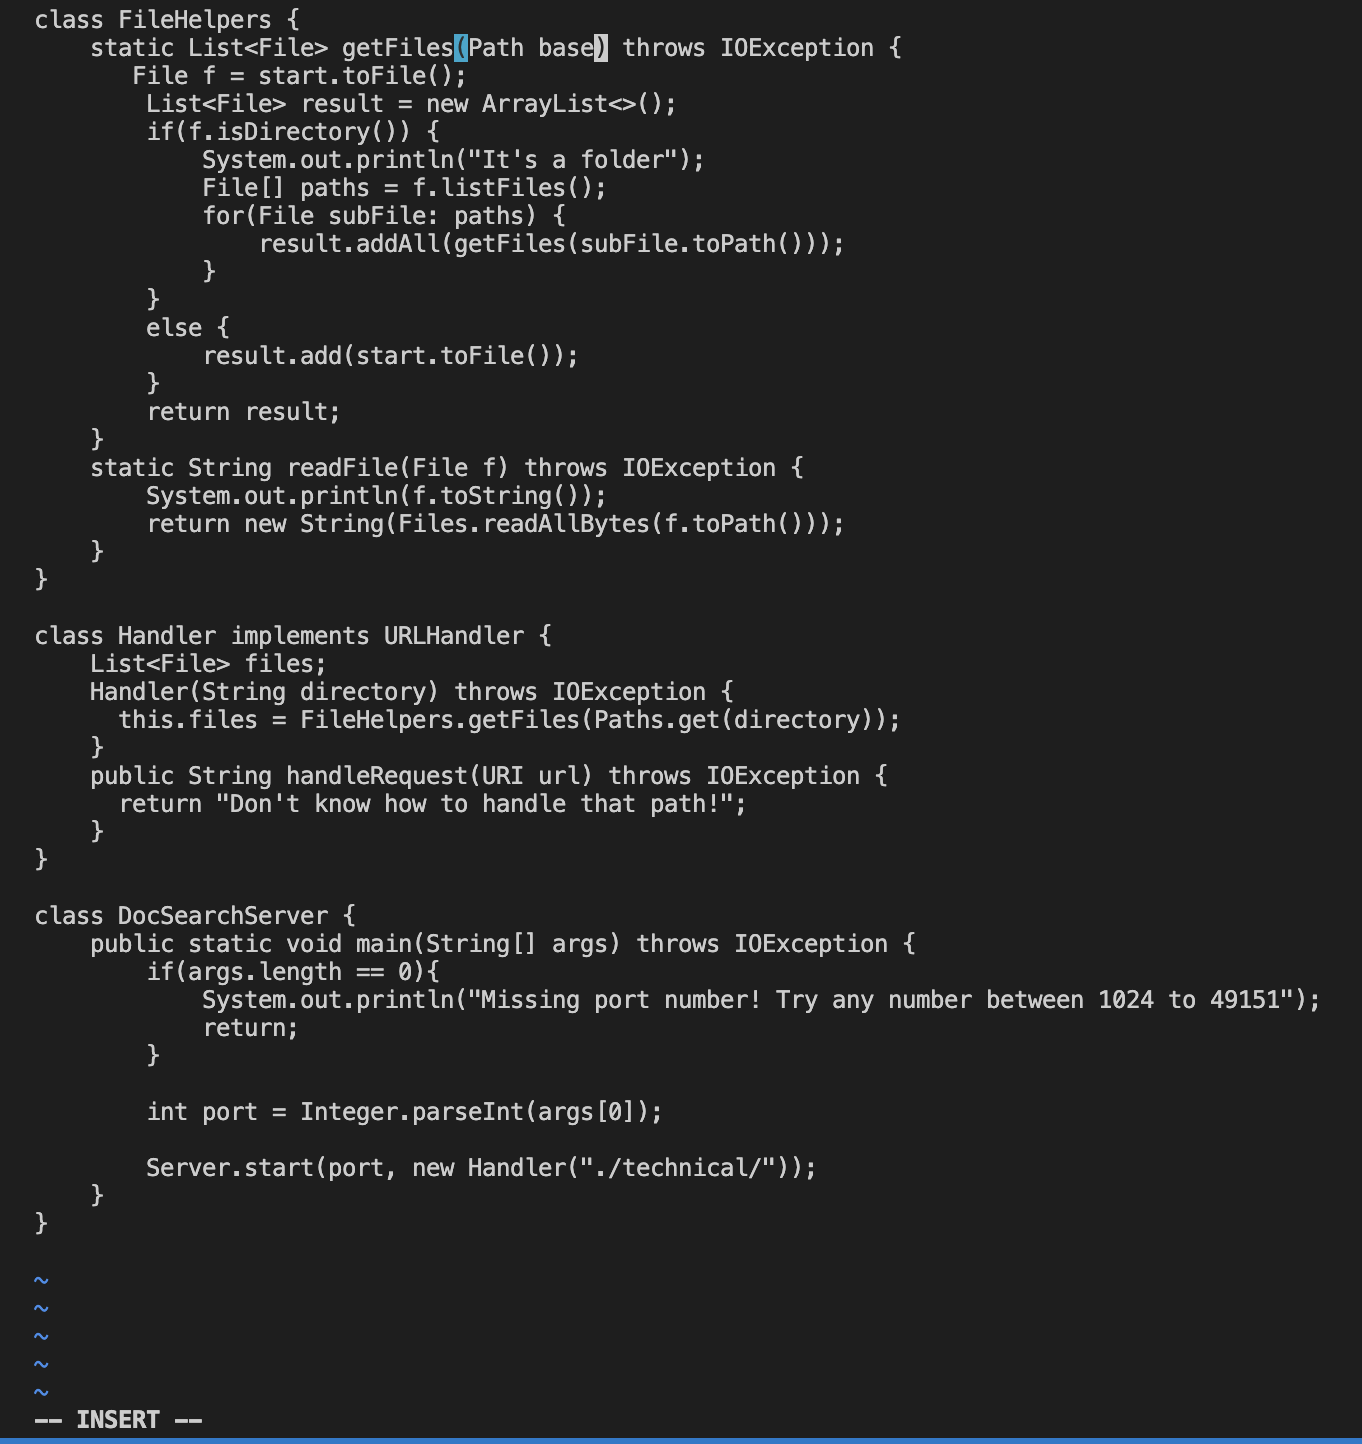 class FileHelpers {
    static List<File> getFiles(Path base) throws IOException {
       File f = start.toFile();
        List<File> result = new ArrayList<>();
        if(f.isDirectory()) {
            System.out.println("It's a folder");
            File[] paths = f.listFiles();
            for(File subFile: paths) {
                result.addAll(getFiles(subFile.toPath()));
            }
        }
        else {
            result.add(start.toFile());
        }
        return result;
    }
    static String readFile(File f) throws IOException {
        System.out.println(f.toString());
        return new String(Files.readAllBytes(f.toPath()));
    }
}

class Handler implements URLHandler {
    List<File> files;
    Handler(String directory) throws IOException {
      this.files = FileHelpers.getFiles(Paths.get(directory));
    }
    public String handleRequest(URI url) throws IOException {
      return "Don't know how to handle that path!";
    }
}

class DocSearchServer {
    public static void main(String[] args) throws IOException {
        if(args.length == 0){
            System.out.println("Missing port number! Try any number between 1024 to 49151");
            return;
        }

        int port = Integer.parseInt(args[0]);

        Server.start(port, new Handler("./technical/"));
    }
}

~
~
~
~
~
-- INSERT --